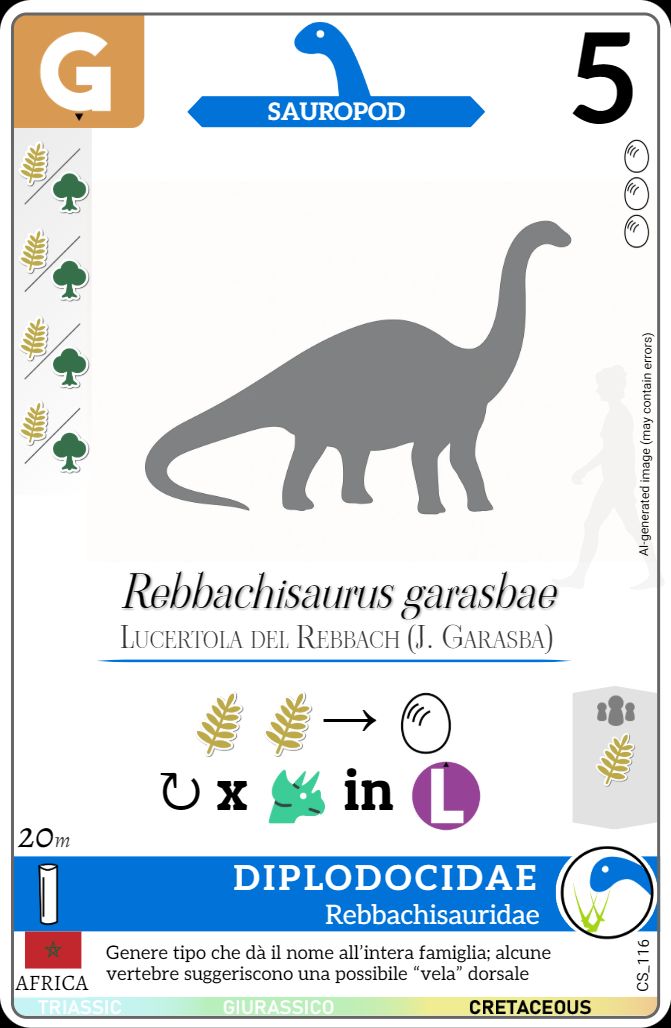 G
SAUROPOD
5
AI-generated image (may contain errors)
Rebbachisaurus garasbae
LUCERTOLA DEL REBBACH (J. GARASBA)
x in L
20m
DIPLODOCIDAE
Rebbachisauridae
AFRICA
Genere tipo che dà il nome all’intera famiglia; alcune
vertebre suggeriscono una possibile “vela” dorsale
CS_116
TRIASSIC GIURASSICO CRETACEOUS